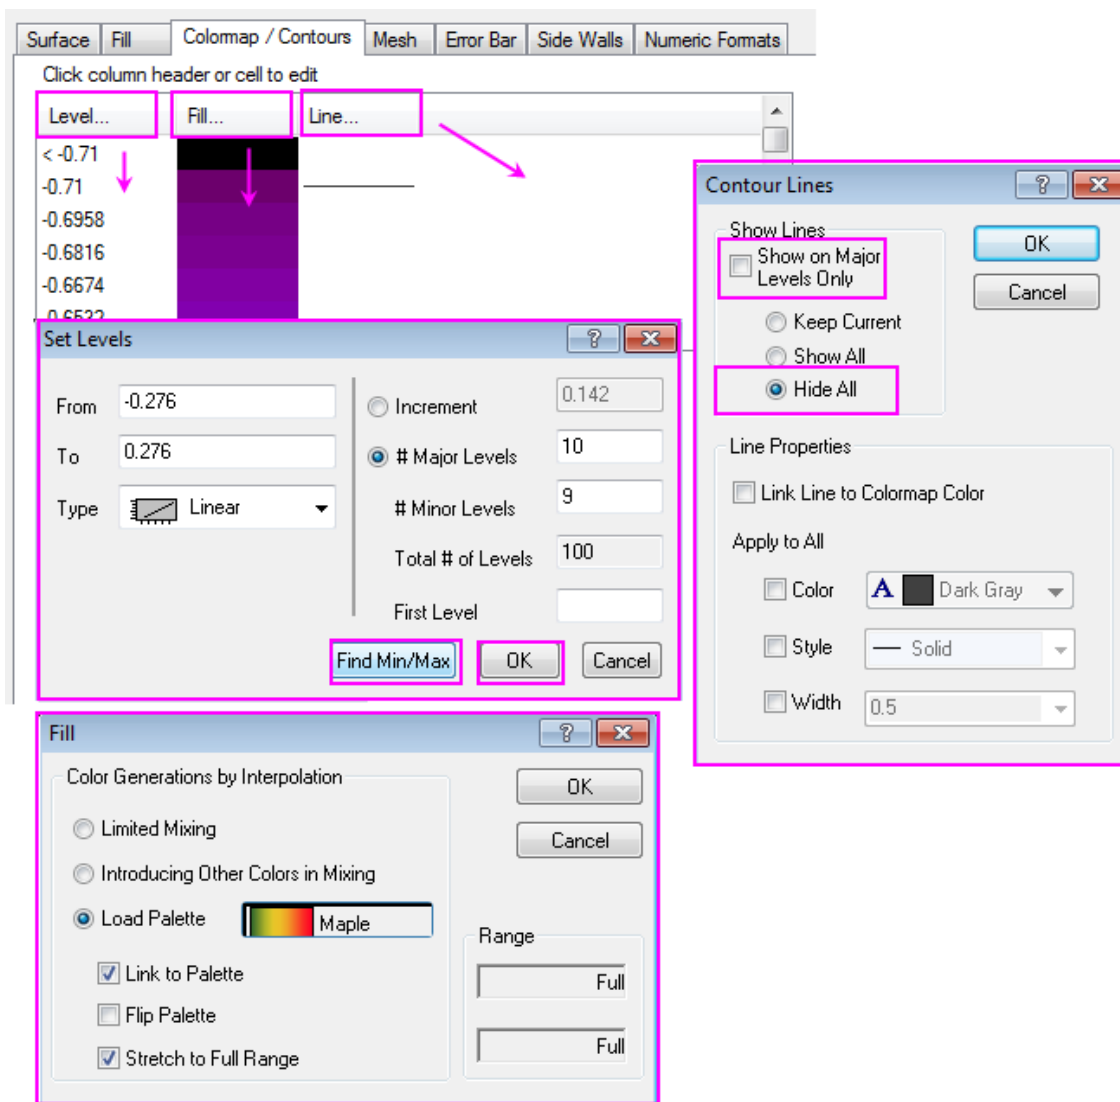 Surface Fill Colormap / Contours Mesh Error Bar Side Walls Numeric Formats
Click column header or cell to edit
Level... Fill... Line...
< -0.71
-0.71
-0.6958
-0.6816
-0.6674
-0.6532
Set Levels
From -0.276
To 0.276
Type Linear
Increment 0.142
# Major Levels 10
# Minor Levels 9
Total # of Levels 100
First Level
Find Min/Max OK Cancel
Contour Lines
Show Lines
Show on Major
Levels Only
Keep Current
Show All
Hide All
OK
Cancel
Line Properties
Link Line to Colormap Color
Apply to All
Color A Dark Gray
Style Solid
Width 0.5
Fill
Color Generations by Interpolation
Limited Mixing
Introducing Other Colors in Mixing
Load Palette Maple
Link to Palette
Flip Palette
Stretch to Full Range
OK
Cancel
Range
Full
Full